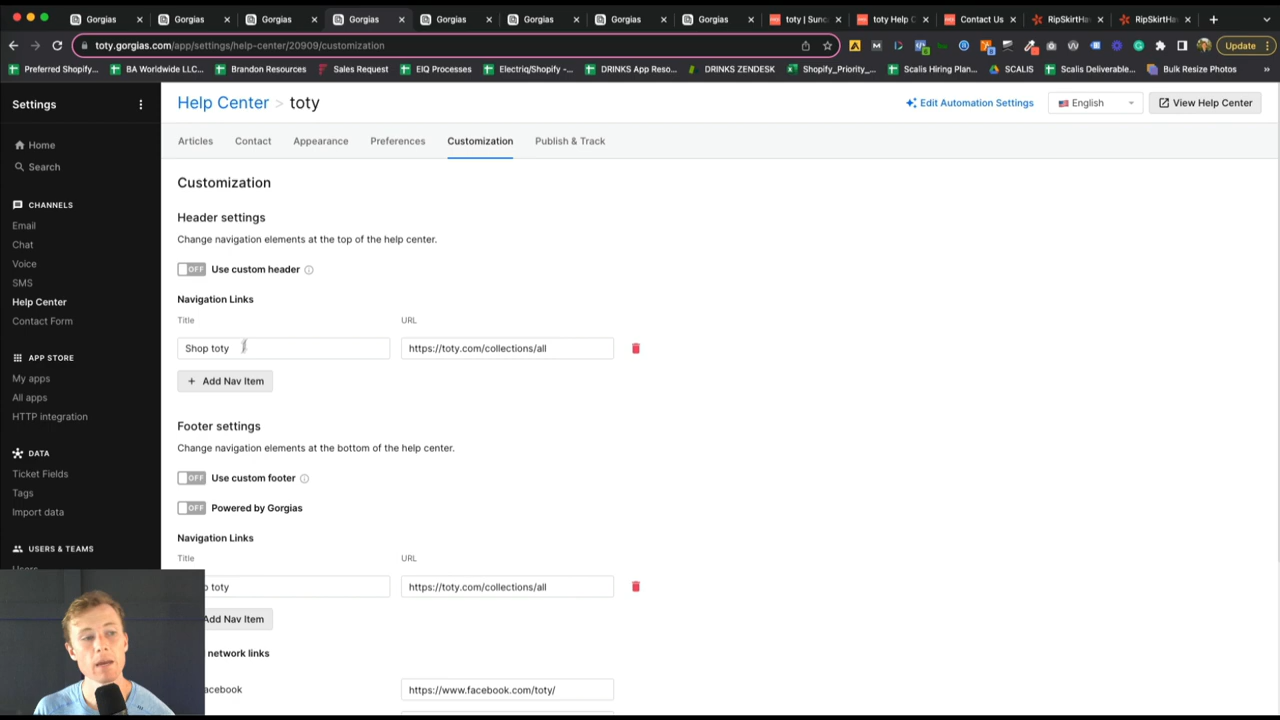 Gorgias
Gorgias
Gorgias
Gorgias
Gorgias
Gorgias
Gorgias
Gorgias
toty | Sunc
toty Help C
Contact Us
RipSkirtHa
RipSkirtHa
toty.gorgias.com/app/settings/help-center/20909/customization
Update
Preferred Shopify...
BA Worldwide LLC...
Brandon Resources
Sales Request
EIQ Processes
Electriq/Shopify –...
DRINKS App Reso...
DRINKS ZENDESK
Shopify_Priority_...
Scalis Hiring Plan...
SCALIS
Scalis Deliverable...
Bulk Resize Photos
Settings
Home
Search
CHANNELS
Email
Chat
Voice
SMS
Help Center
Contact Form
APP STORE
My apps
All apps
HTTP integration
DATA
Ticket Fields
Tags
Import data
USERS & TEAMS
Users
Help Center > toty
Edit Automation Settings
English
View Help Center
Articles
Contact
Appearance
Preferences
Customization
Publish & Track
Customization
Header settings
Change navigation elements at the top of the help center.
OFF Use custom header
Navigation Links
Title URL
Shop toty https://toty.com/collections/all
+ Add Nav Item
Footer settings
Change navigation elements at the bottom of the help center.
OFF Use custom footer
OFF Powered by Gorgias
Navigation Links
Title URL
p toty https://toty.com/collections/all
Add Nav Item
network links
acebook https://www.facebook.com/toty/